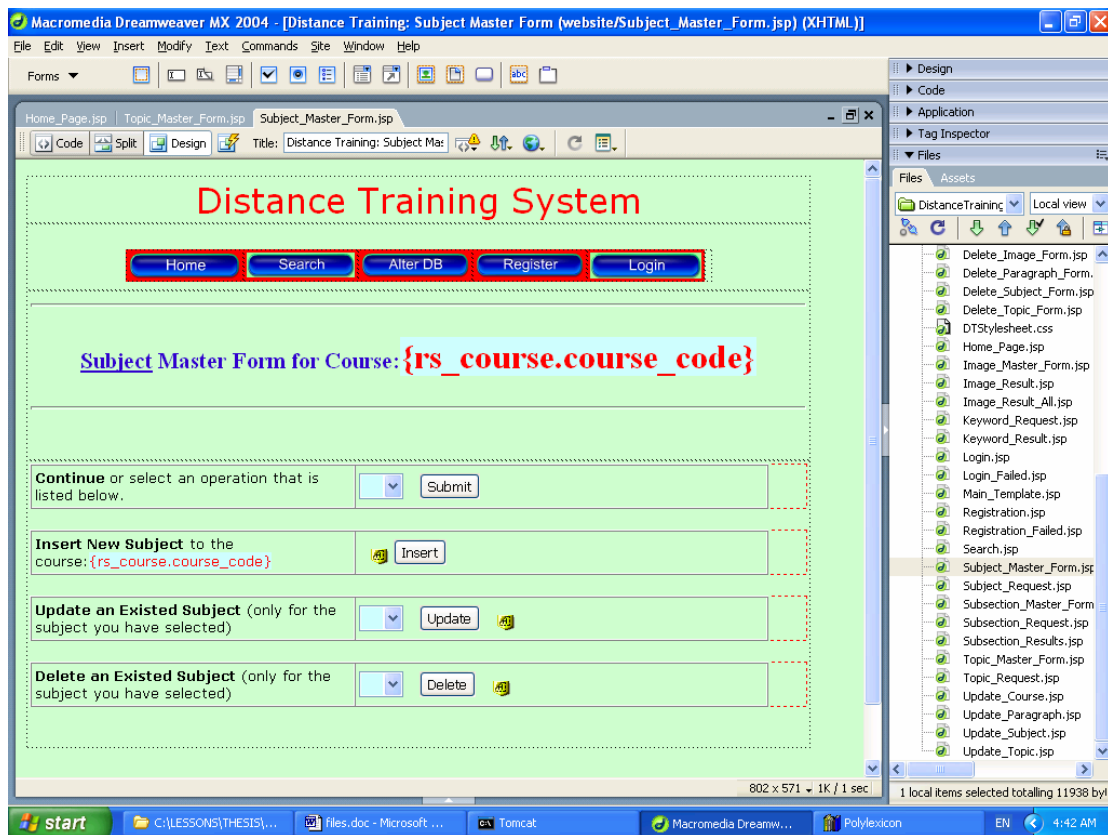 Macromedia Dreamweaver MX 2004 - [Distance Training: Subject Master Form (website/Subject_Master_Form.jsp) (XHTML)]
File Edit View Insert Modify Text Commands Site Window Help
Forms
Home_Page.jsp Topic_Master_Form.jsp Subject_Master_Form.jsp
Code Split Design Title: Distance Training: Subject Mas
Distance Training System
Home Search Alter DB Register Login
Subject Master Form for Course: {rs_course.course_code}
Continue or select an operation that is
listed below.
Submit
Insert New Subject to the
course:{rs_course.course_code}
Insert
Update an Existed Subject (only for the
subject you have selected)
Update
Delete an Existed Subject (only for the
subject you have selected)
Delete
802 x 571 1K / 1 sec
Design
Code
Application
Tag Inspector
Files
Files Assets
DistanceTraining Local view
Delete_Image_Form.jsp
Delete_Paragraph_Form.
Delete_Subject_Form.jsp
Delete_Topic_Form.jsp
DTStylesheet.css
Home_Page.jsp
Image_Master_Form.jsp
Image_Result.jsp
Image_Result_All.jsp
Keyword_Request.jsp
Keyword_Result.jsp
Login.jsp
Login_Failed.jsp
Main_Template.jsp
Registration.jsp
Registration_Failed.jsp
Search.jsp
Subject_Master_Form.jsp
Subject_Request.jsp
Subsection_Master_Form
Subsection_Request.jsp
Subsection_Results.jsp
Topic_Master_Form.jsp
Topic_Request.jsp
Update_Course.jsp
Update_Paragraph.jsp
Update_Subject.jsp
Update_Topic.jsp
1 local items selected totalling 11938 by
start C:\LESSONS\THESIS\... files.doc - Microsoft ... Tomcat Macromedia Dreamw... Polylexicon EN 4:42 AM